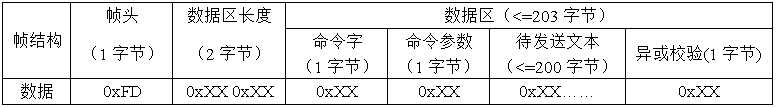 帧结构
帧头
（1 字节）
数据区长度
（2 字节）
数据区（<=203 字节）
命令字
（1 字节）
命令参数
（1 字节）
待发送文本
（<=200 字节）
异或校验(1 字节)
数据
0xFD
0xXX 0xXX
0xXX
0xXX
0xXX……
0xXX